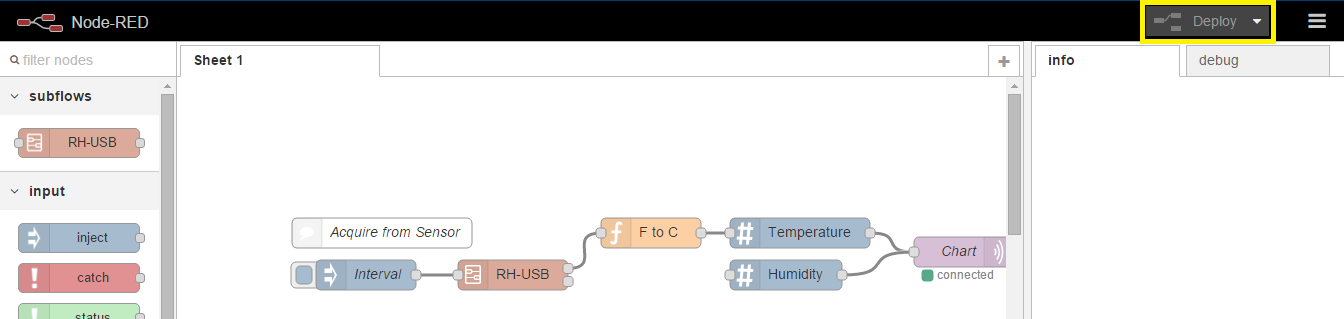 Node-RED
Deploy
filter nodes
Sheet 1
info
debug
subflows
RH-USB
input
inject
catch
status
Acquire from Sensor
F to C
Temperature
Chart
Interval
RH-USB
Humidity
connected